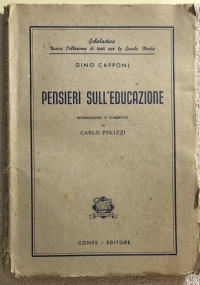 Scholastica
Nuova Collezione di testi per la Scuola Media
GINO CAPPONI
PENSIERI SULL'EDUCAZIONE
INTRODUZIONE E COMMENTO
DI
CARLO POLIZZI
CONTE - EDITORE